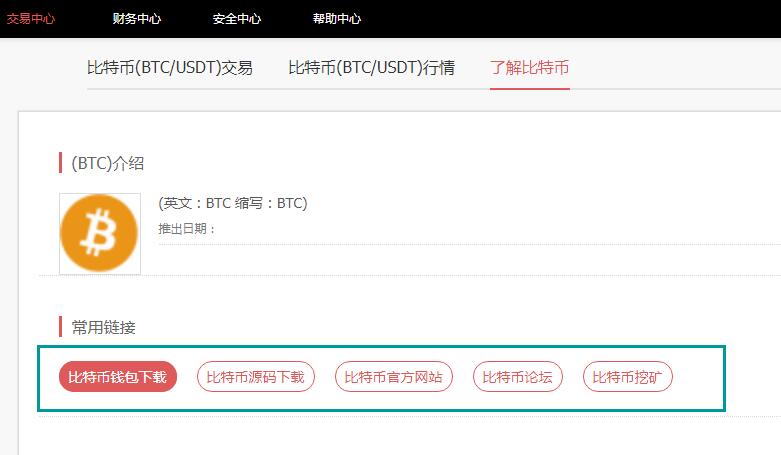 交易中心 财务中心 安全中心 帮助中心
比特币(BTC/USDT)交易 比特币(BTC/USDT)行情 了解比特币
(BTC)介绍
(英文：BTC 缩写：BTC)
推出日期：
常用链接
比特币钱包下载 比特币源码下载 比特币官方网站 比特币论坛 比特币挖矿